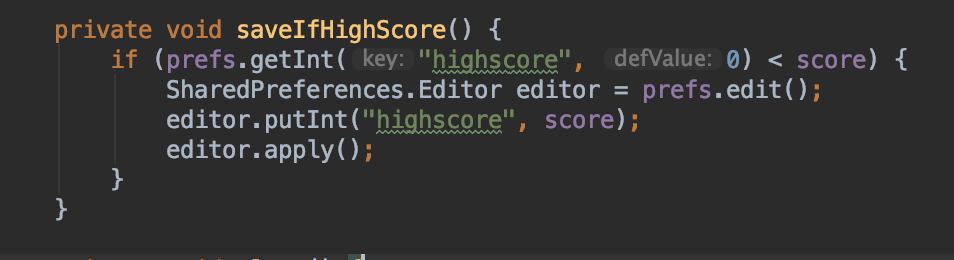 private void saveIfHighScore() {
if (prefs.getInt( key: "highscore", defValue: 0) < score) {
SharedPreferences.Editor editor = prefs.edit();
editor.putInt("highscore", score);
editor.apply();
}
}